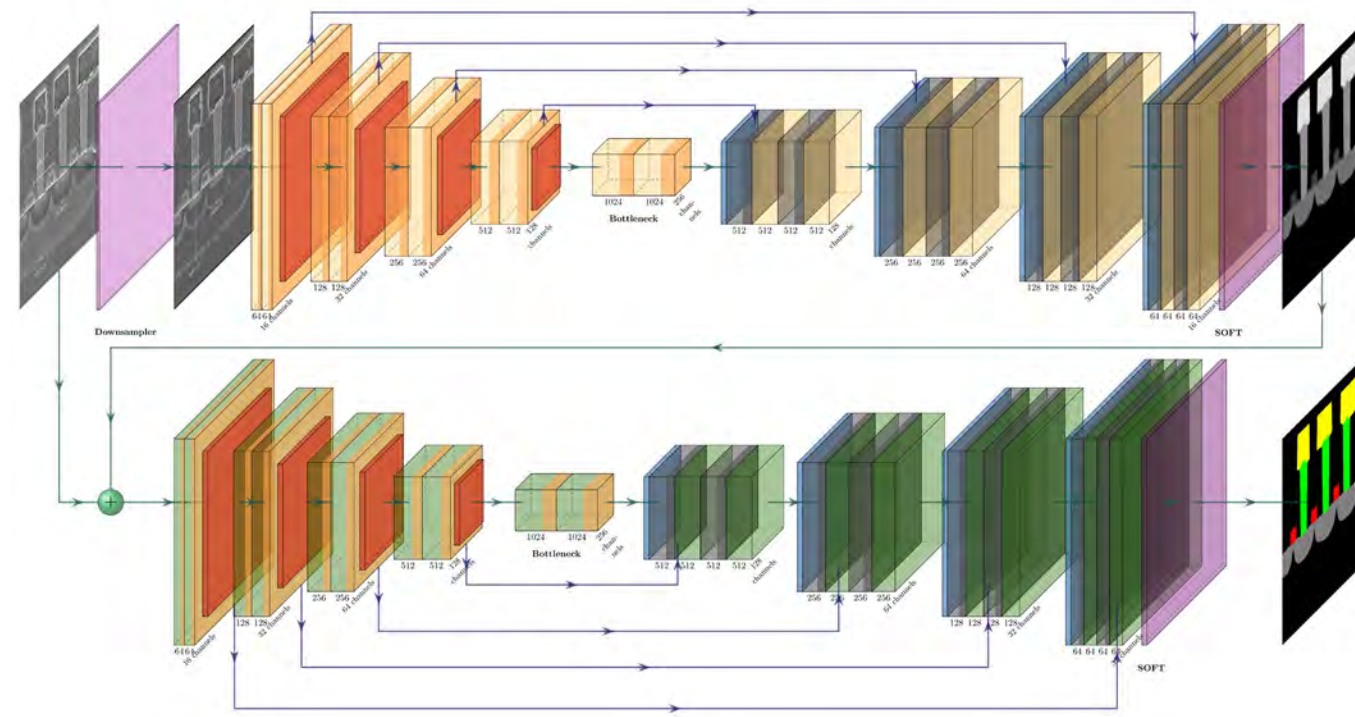 1024 1024 256 chan- nels
Bottleneck
512 512 128 channels
512 512 512 512 128 channels
256 256 64 channels
256 256 256 256 64 channels
128 128 32 channels
128 128 128 128 32 channels
64 64 16 channels
64 64 64 64 16 channels
Downsampler
SOFT
+
1024 1024 256 chan- nels
Bottleneck
512 512 128 channels
512 512 512 512 128 channels
256 256 64 channels
256 256 256 256 64 channels
128 128 32 channels
128 128 128 128 32 channels
64 64 16 channels
64 64 64 64
SOFT